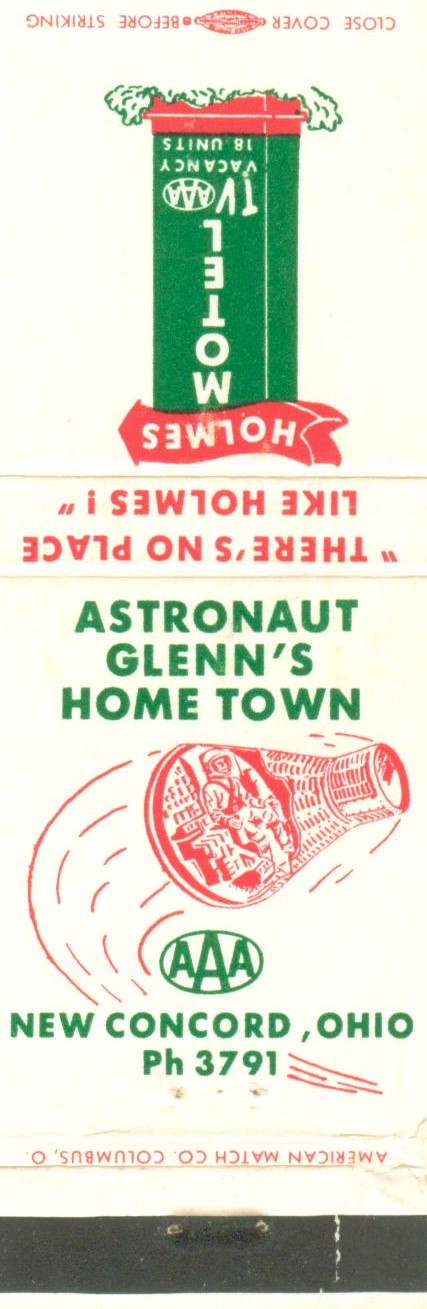 CLOSE COVER BEFORE STRIKING
HOLMES
MOTEL
TV AAA
VACANCY
18 UNITS
"THERE'S NO PLACE
LIKE HOLMES!"
ASTRONAUT
GLENN'S
HOME TOWN
AAA
NEW CONCORD, OHIO
Ph 3791
AMERICAN MATCH CO. COLUMBUS, O.